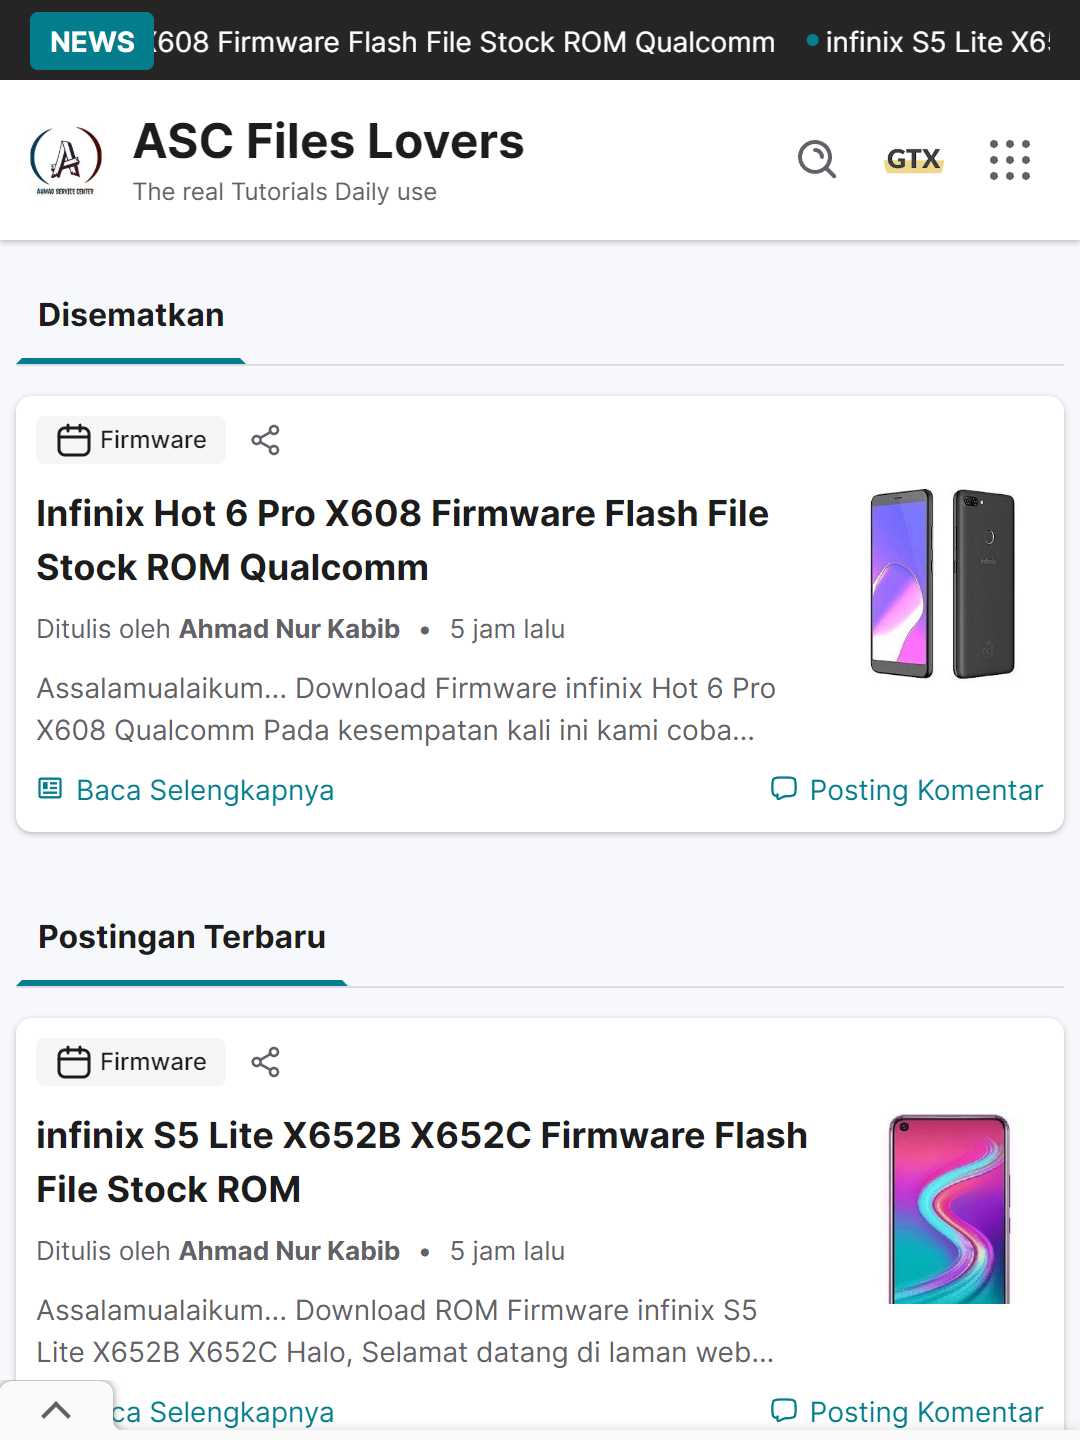 NEWS X608 Firmware Flash File Stock ROM Qualcomm • infinix S5 Lite
ASC Files Lovers
The real Tutorials Daily use
AHMAD SERVICE CENTER
GTX
Disematkan
Firmware
Infinix Hot 6 Pro X608 Firmware Flash File
Stock ROM Qualcomm
Ditulis oleh Ahmad Nur Kabib • 5 jam lalu
Assalamualaikum... Download Firmware infinix Hot 6 Pro
X608 Qualcomm Pada kesempatan kali ini kami coba...
Baca Selengkapnya
Posting Komentar
Postingan Terbaru
Firmware
infinix S5 Lite X652B X652C Firmware Flash
File Stock ROM
Ditulis oleh Ahmad Nur Kabib • 5 jam lalu
Assalamualaikum... Download ROM Firmware infinix S5
Lite X652B X652C Halo, Selamat datang di laman web...
ca Selengkapnya
Posting Komentar